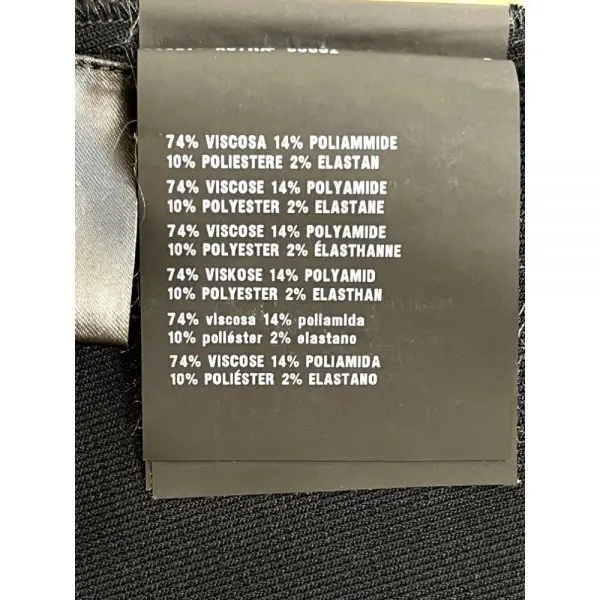 74% VISCOSA 14% POLIAMMIDE
10% POLIESTERE 2% ELASTAN
74% VISCOSE 14% POLYAMIDE
10% POLYESTER 2% ELASTANE
74% VISCOSE 14% POLYAMIDE
10% POLYESTER 2% ÉLASTHANNE
74% VISKOSE 14% POLYAMID
10% POLYESTER 2% ELASTHAN
74% viscosa 14% poliamida
10% poliéster 2% elastano
74% VISCOSE 14% POLIAMIDA
10% POLIÉSTER 2% ELASTANO